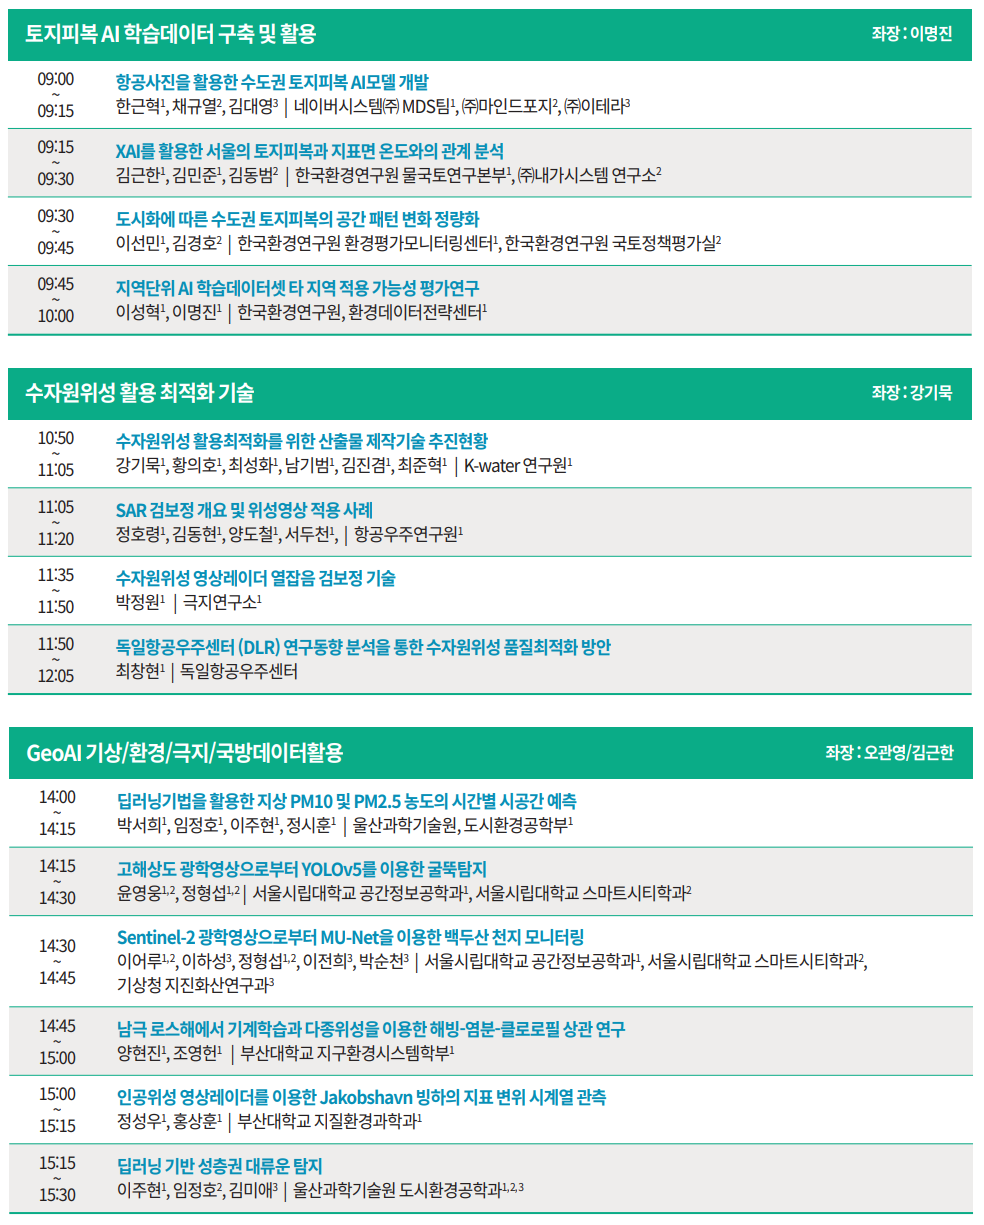 토지피복 AI 학습데이터 구축 및 활용
좌장 : 이명진
09:00
~
09:15
항공사진을 활용한 수도권 토지피복 AI모델 개발
한근혁¹, 채규열², 김대영³ | 네이버시스템㈜ MDS팀¹, ㈜마인드포지², ㈜이테라³
09:15
~
09:30
XAI를 활용한 서울의 토지피복과 지표면 온도와의 관계 분석
김근한¹, 김민준¹, 김동범² | 한국환경연구원 물국토연구본부¹, ㈜내가시스템 연구소²
09:30
~
09:45
도시화에 따른 수도권 토지피복의 공간 패턴 변화 정량화
이선민¹, 김경호² | 한국환경연구원 환경평가모니터링센터¹, 한국환경연구원 국토정책평가실²
09:45
~
10:00
지역단위 AI 학습데이터셋 타 지역 적용 가능성 평가연구
이성혁¹, 이명진¹ | 한국환경연구원, 환경데이터전략센터¹
수자원위성 활용 최적화 기술
좌장 : 강기묵
10:50
~
11:05
수자원위성 활용최적화를 위한 산출물 제작기술 추진현황
강기묵¹, 황의호¹, 최성화¹, 남기범¹, 김진겸¹, 최준혁¹ | K-water 연구원¹
11:05
~
11:20
SAR 검보정 개요 및 위성영상 적용 사례
정호령¹, 김동현¹, 양도철¹, 서두천¹, | 항공우주연구원¹
11:35
~
11:50
수자원위성 영상레이더 열잡음 검보정 기술
박정원¹ | 극지연구소¹
11:50
~
12:05
독일항공우주센터 (DLR) 연구동향 분석을 통한 수자원위성 품질최적화 방안
최창현¹ | 독일항공우주센터
GeoAI 기상/환경/극지/국방데이터활용
좌장 : 오관영/김근한
14:00
~
14:15
딥러닝기법을 활용한 지상 PM10 및 PM2.5 농도의 시간별 시공간 예측
박서희¹, 임정호¹, 이주현¹, 정시훈¹ | 울산과학기술원, 도시환경공학부¹
14:15
~
14:30
고해상도 광학영상으로부터 YOLOv5를 이용한 굴뚝탐지
윤영웅¹,², 정형섭¹,² | 서울시립대학교 공간정보공학과¹, 서울시립대학교 스마트시티학과²
14:30
~
14:45
Sentinel-2 광학영상으로부터 MU-Net을 이용한 백두산 천지 모니터링
이어루¹,², 이하성³, 정형섭¹,², 이전희³, 박순천³ | 서울시립대학교 공간정보공학과¹, 서울시립대학교 스마트시티학과²,
기상청 지진화산연구과³
14:45
~
15:00
남극 로스해에서 기계학습과 다종위성을 이용한 해빙-염분-클로로필 상관 연구
양현진¹, 조영헌¹ | 부산대학교 지구환경시스템학부¹
15:00
~
15:15
인공위성 영상레이더를 이용한 Jakobshavn 빙하의 지표 변위 시계열 관측
정성우¹, 홍상훈¹ | 부산대학교 지질환경과학과¹
15:15
~
15:30
딥러닝 기반 성층권 대류운 탐지
이주현¹, 임정호², 김미애³ | 울산과학기술원 도시환경공학과¹,²,³